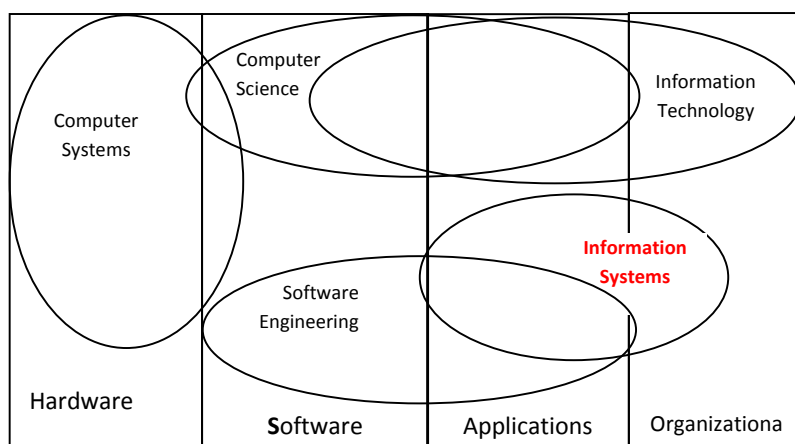 Computer
Science
Information
Technology
Computer
Systems
Information
Systems
Software
Engineering
Hardware
Software
Applications
Organizationa